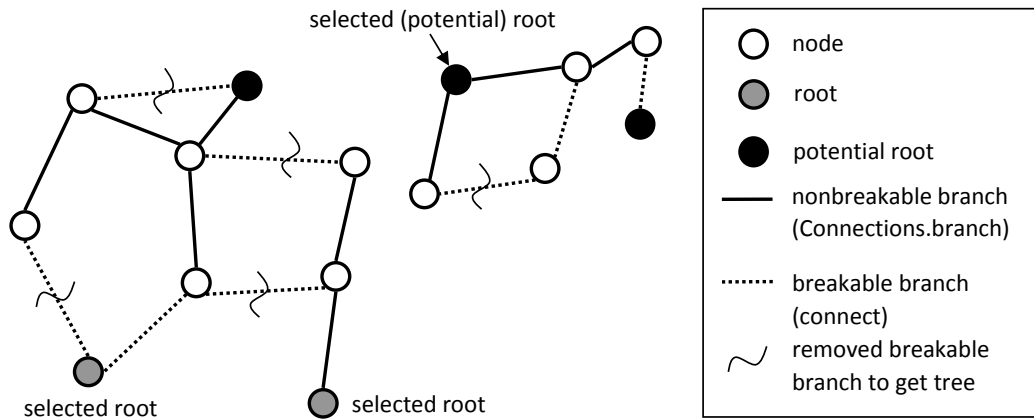 selected (potential) root
selected root
selected root
node
root
potential root
nonbreakable branch
(Connections.branch)
breakable branch
(connect)
removed breakable
branch to get tree